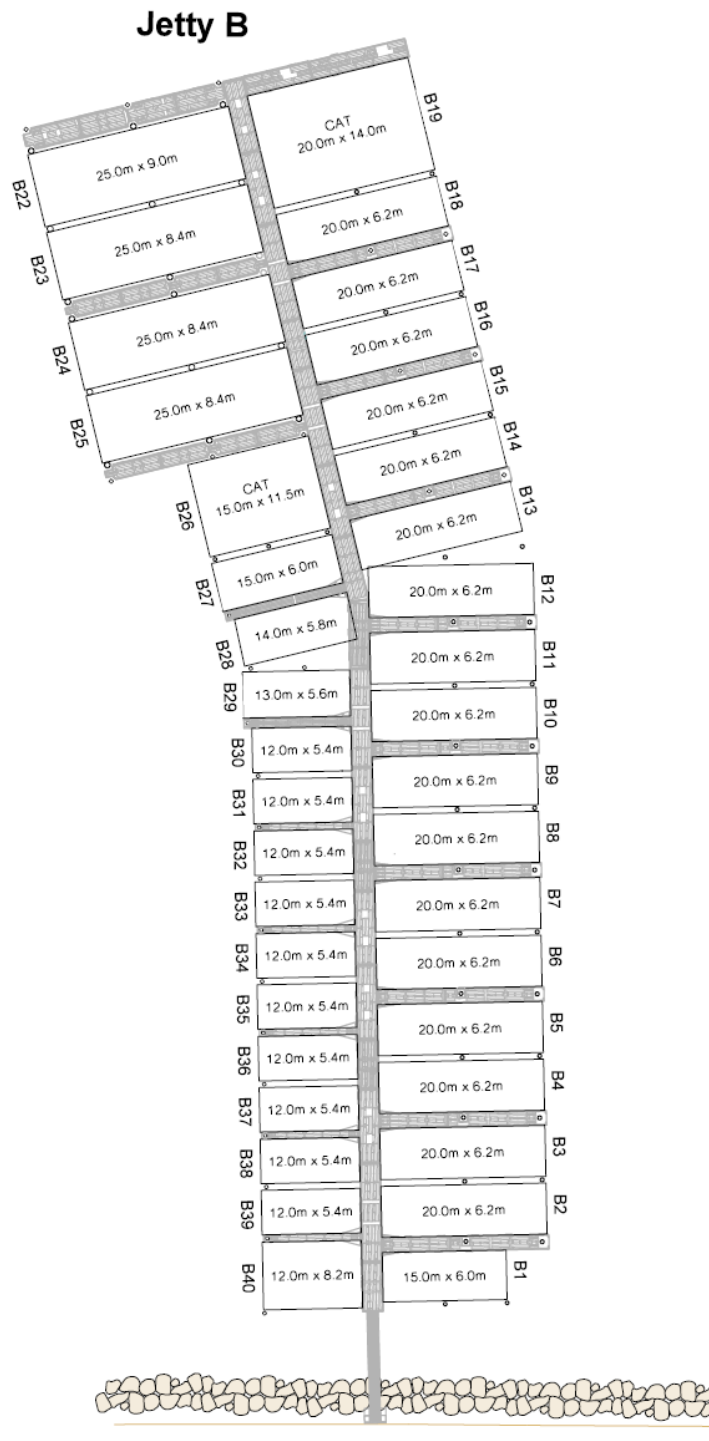 Jetty B
B19
CAT
20.0m x 14.0m
B22
25.0m x 9.0m
B18
20.0m x 6.2m
B23
25.0m x 8.4m
B17
20.0m x 6.2m
B24
25.0m x 8.4m
B16
20.0m x 6.2m
B25
25.0m x 8.4m
B15
20.0m x 6.2m
B14
20.0m x 6.2m
B26
CAT
15.0m x 11.5m
B13
20.0m x 6.2m
B27
15.0m x 6.0m
B12
20.0m x 6.2m
B28
14.0m x 5.8m
B11
20.0m x 6.2m
B29
13.0m x 5.6m
B10
20.0m x 6.2m
B30
12.0m x 5.4m
B9
20.0m x 6.2m
B31
12.0m x 5.4m
B8
20.0m x 6.2m
B32
12.0m x 5.4m
B7
20.0m x 6.2m
B33
12.0m x 5.4m
B6
20.0m x 6.2m
B34
12.0m x 5.4m
B35
12.0m x 5.4m
B5
20.0m x 6.2m
B36
12.0m x 5.4m
B4
20.0m x 6.2m
B37
12.0m x 5.4m
B3
20.0m x 6.2m
B38
12.0m x 5.4m
B2
20.0m x 6.2m
B39
12.0m x 5.4m
B1
15.0m x 6.0m
B40
12.0m x 8.2m